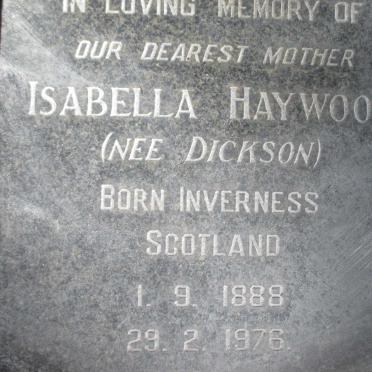 IN LOVING MEMORY OF
OUR DEAREST MOTHER
ISABELLA HAYWOO
(NEE DICKSON)
BORN INVERNESS
SCOTLAND
1. 9. 1888
29. 2. 1976.